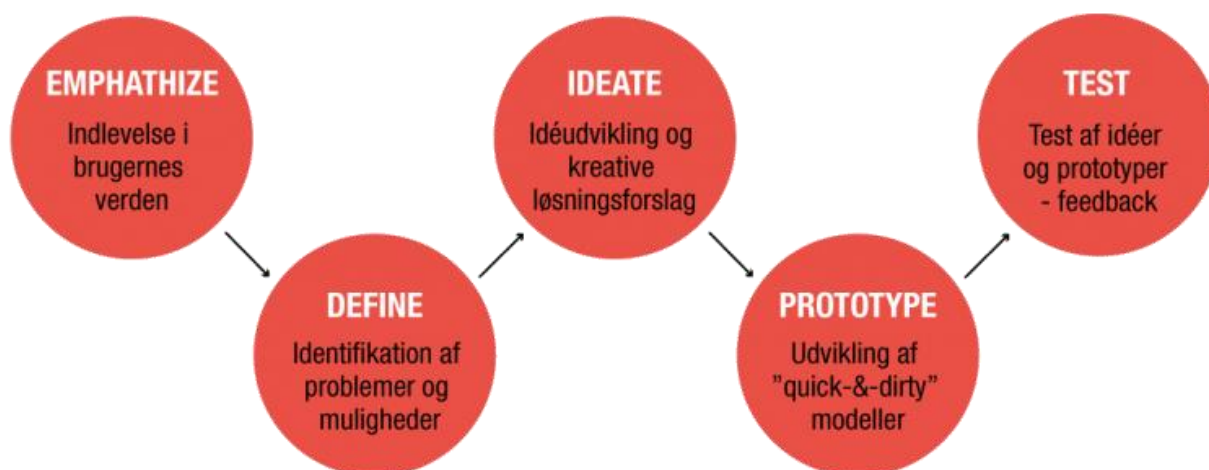 EMPHATHIZE
Indlevelse i
brugernes
verden
DEFINE
Identifikation af
problemer og
muligheder
IDEATE
Idéudvikling og
kreative
løsningsforslag
PROTOTYPE
Udvikling af
”quick-&-dirty”
modeller
TEST
Test af idéer
og prototyper
- feedback